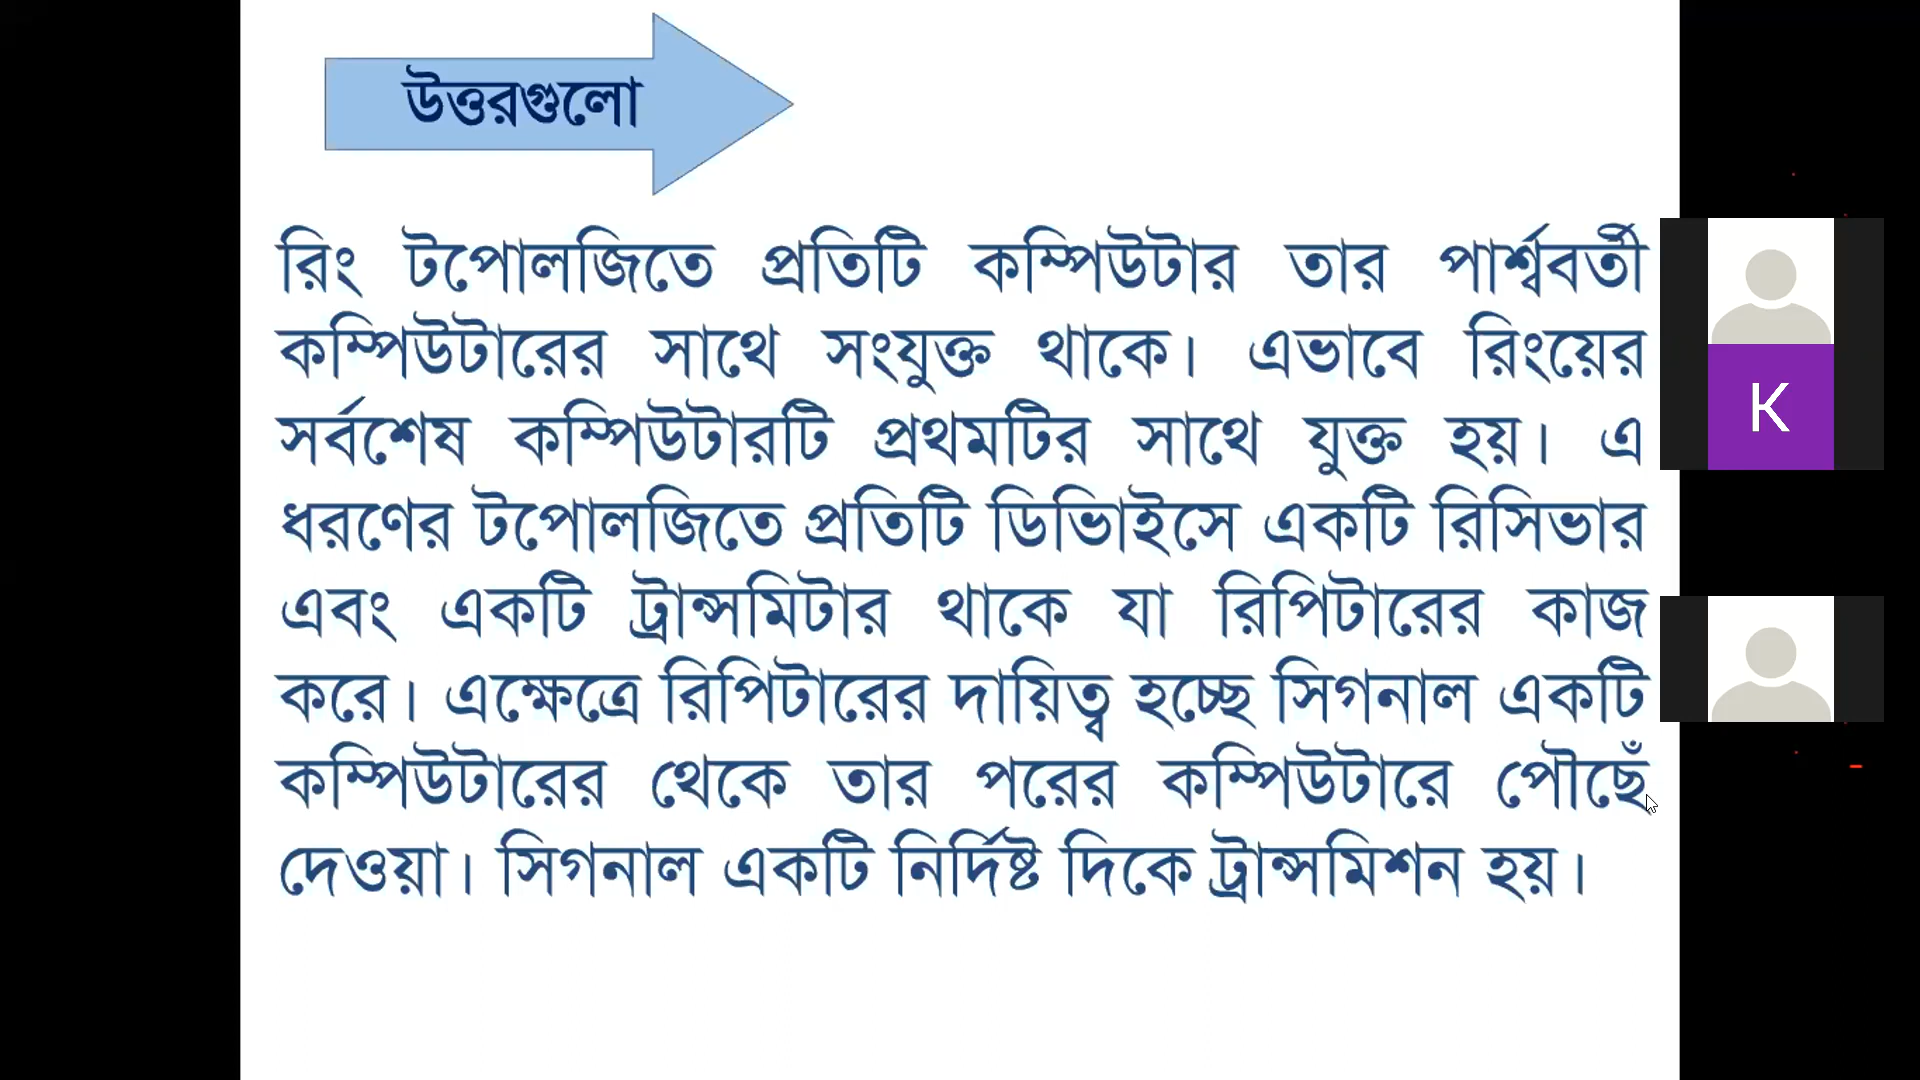 উত্তরগুলো
রিং টপোলজিতে প্রতিটি কম্পিউটার তার পার্শ্ববর্তী
কম্পিউটারের সাথে সংযুক্ত থাকে। এভাবে রিংয়ের
সর্বশেষ কম্পিউটারটি প্রথমটির সাথে যুক্ত হয়। এ
ধরণের টপোলজিতে প্রতিটি ডিভিাইসে একটি রিসিভার
এবং একটি ট্রান্সমিটার থাকে যা রিপিটারের কাজ
করে। এক্ষেত্রে রিপিটারের দায়িত্ব হচ্ছে সিগনাল একটি
কম্পিউটারের থেকে তার পরের কম্পিউটারে পৌছেঁ
দেওয়া। সিগনাল একটি নির্দিষ্ট দিকে ট্রান্সমিশন হয়।
K